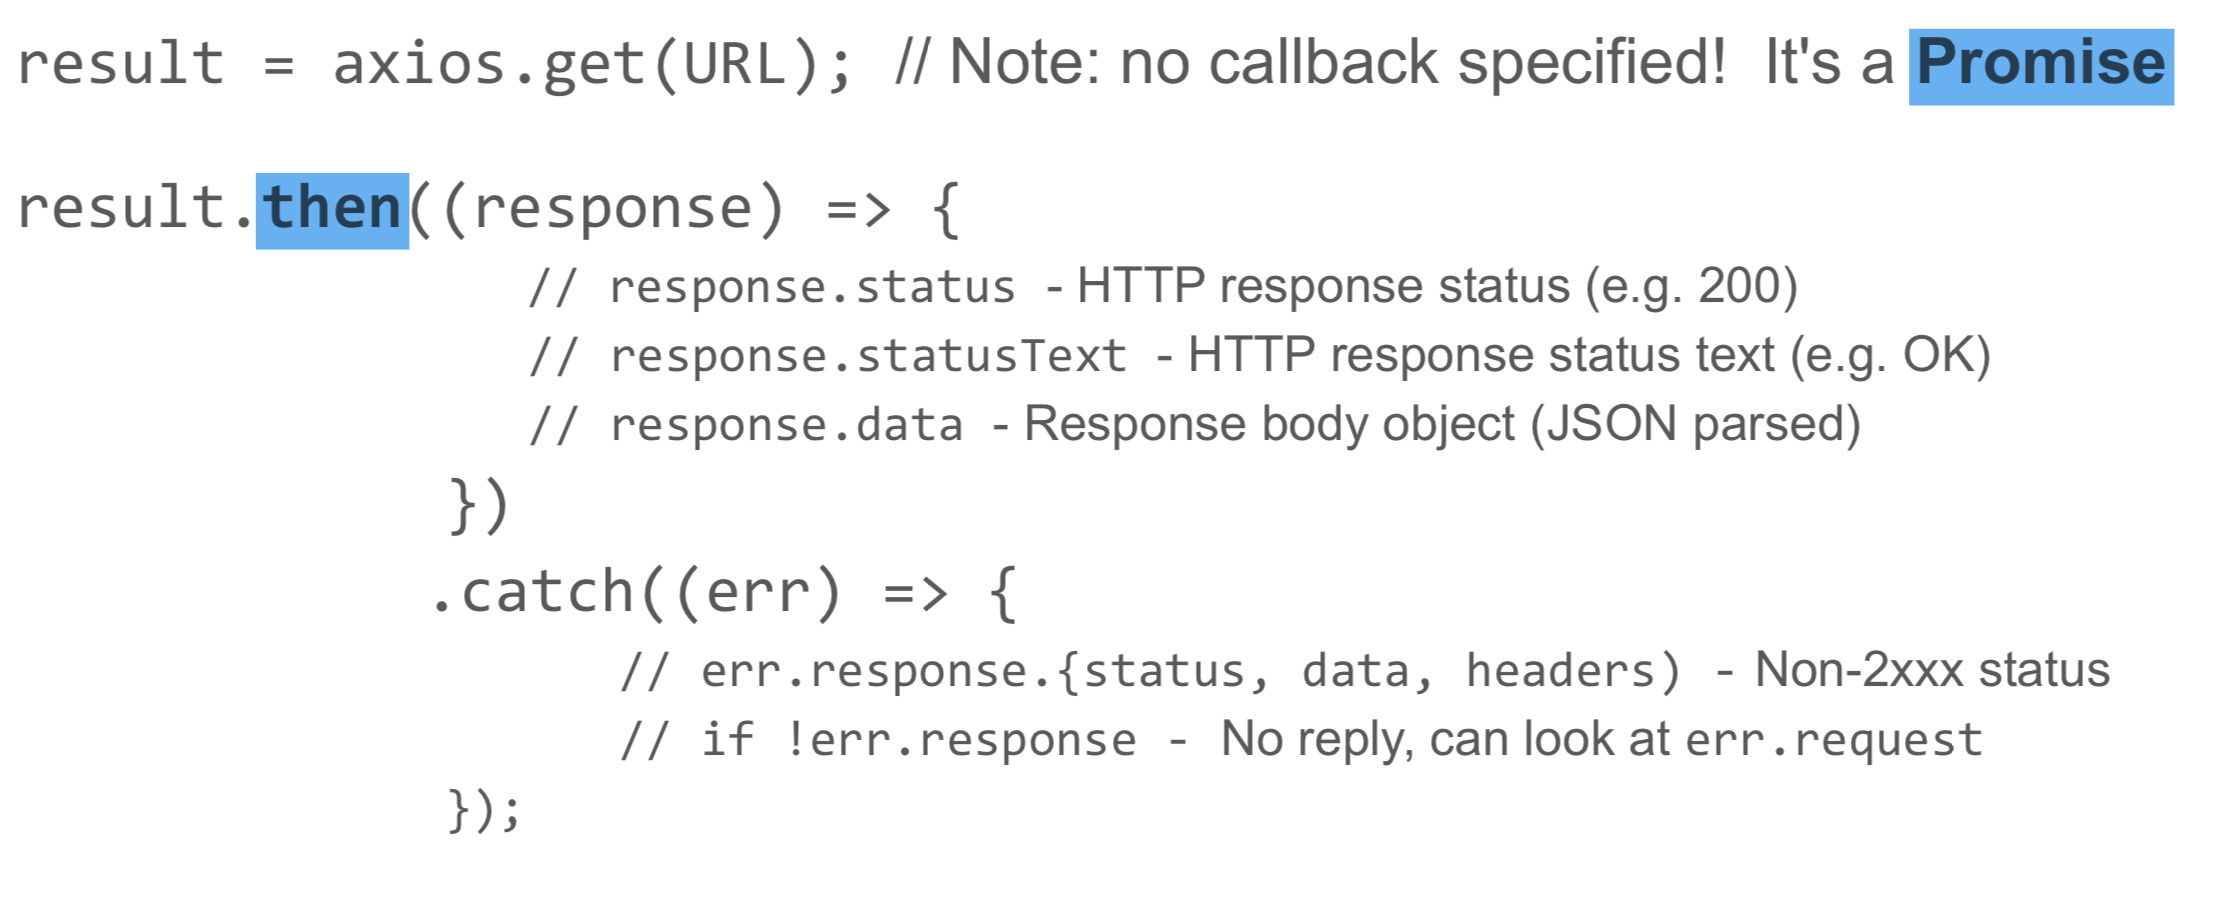 result = axios.get(URL); // Note: no callback specified! It's a Promise
result.then((response) => {
// response.status - HTTP response status (e.g. 200)
// response.statusText - HTTP response status text (e.g. OK)
// response.data - Response body object (JSON parsed)
})
.catch((err) => {
// err.response.{status, data, headers) - Non-2xxx status
// if !err.response - No reply, can look at err.request
});